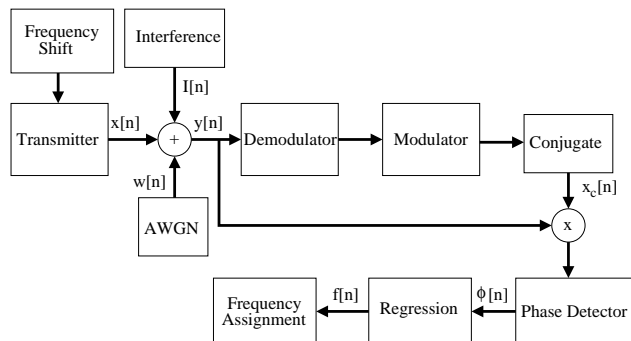 Frequency
Shift
Interference
I[n]
Transmitter
x[n]
+
y[n]
Demodulator
Modulator
Conjugate
w[n]
AWGN
x_c[n]
x
Frequency
Assignment
f[n]
Regression
ϕ[n]
Phase Detector